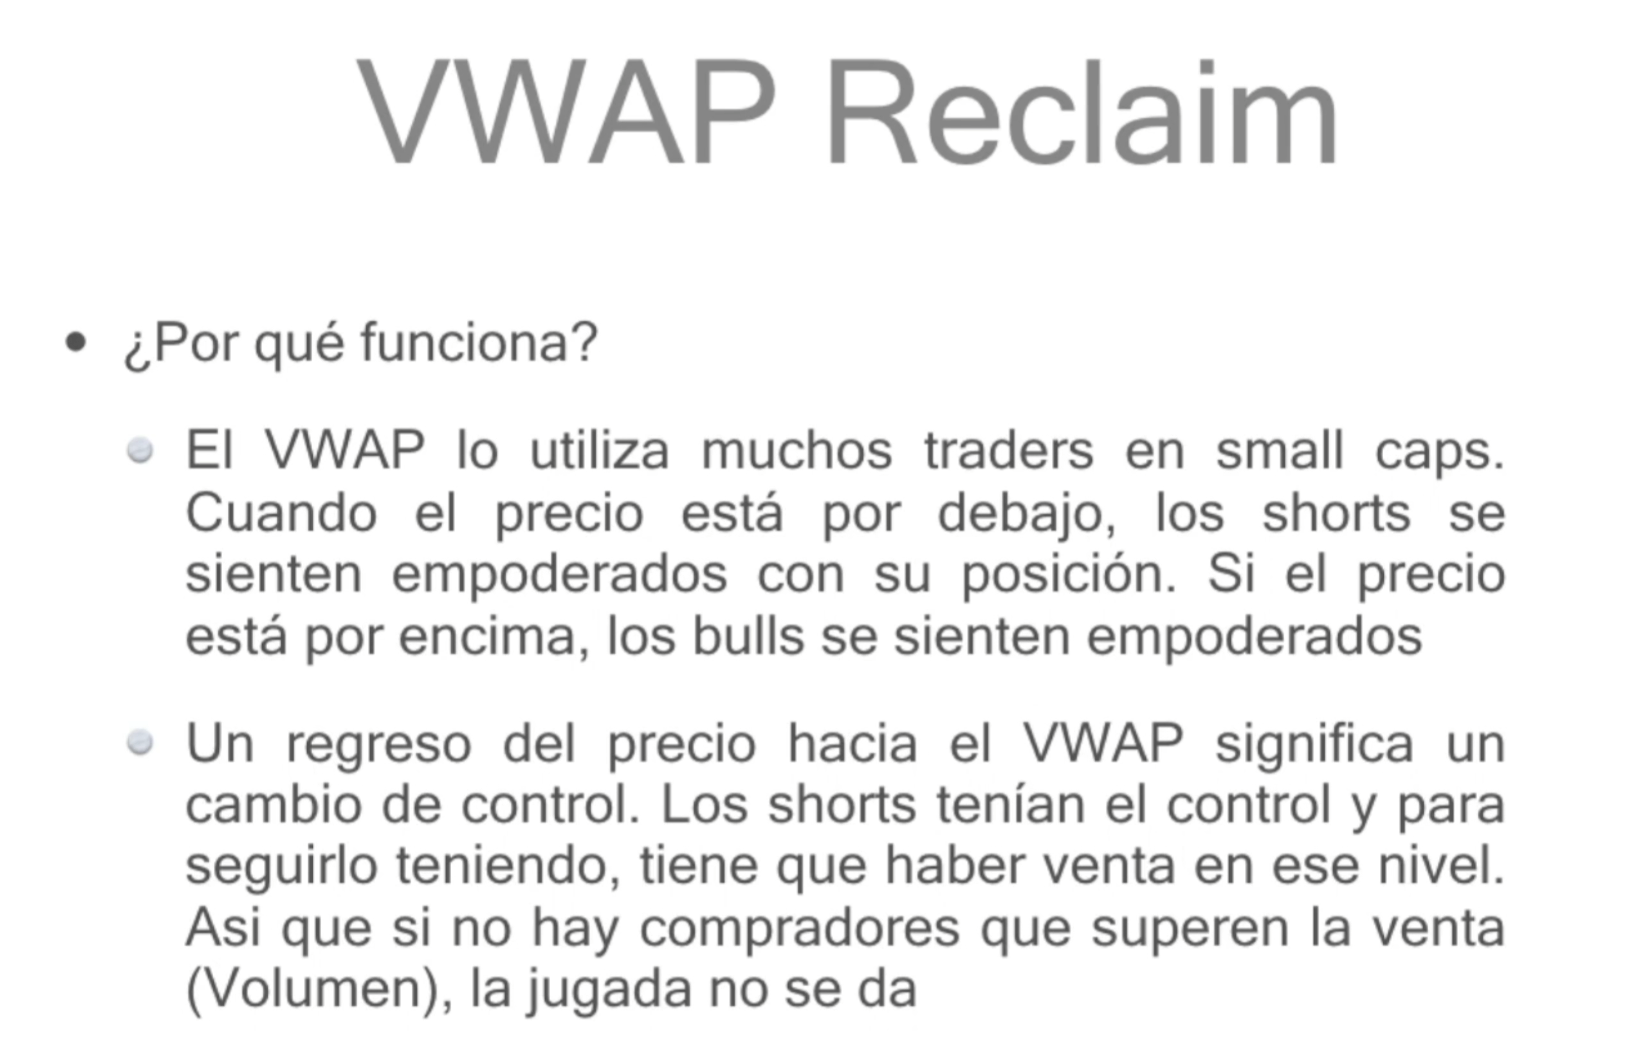 VWAP Reclaim
• ¿Por qué funciona?
El VWAP lo utiliza muchos traders en small caps.
Cuando el precio está por debajo, los shorts se
sienten empoderados con su posición. Si el precio
está por encima, los bulls se sienten empoderados
Un regreso del precio hacia el VWAP significa un
cambio de control. Los shorts tenían el control y para
seguirlo teniendo, tiene que haber venta en ese nivel.
Asi que si no hay compradores que superen la venta
(Volumen), la jugada no se da